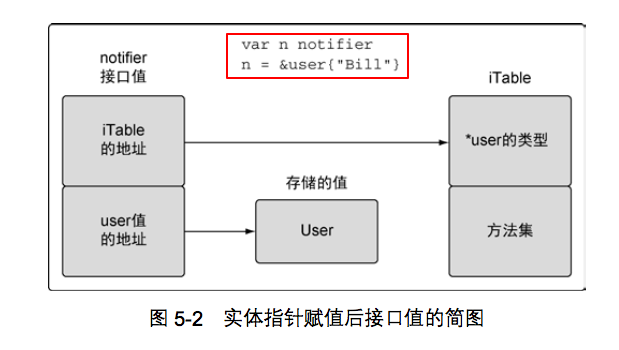 var n notifier
n = &user{"Bill"}
notifier
接口值
iTable
iTable
的地址
*user的类型
存储的值
user值
的地址
User
方法集
图 5-2 实体指针赋值后接口值的简图